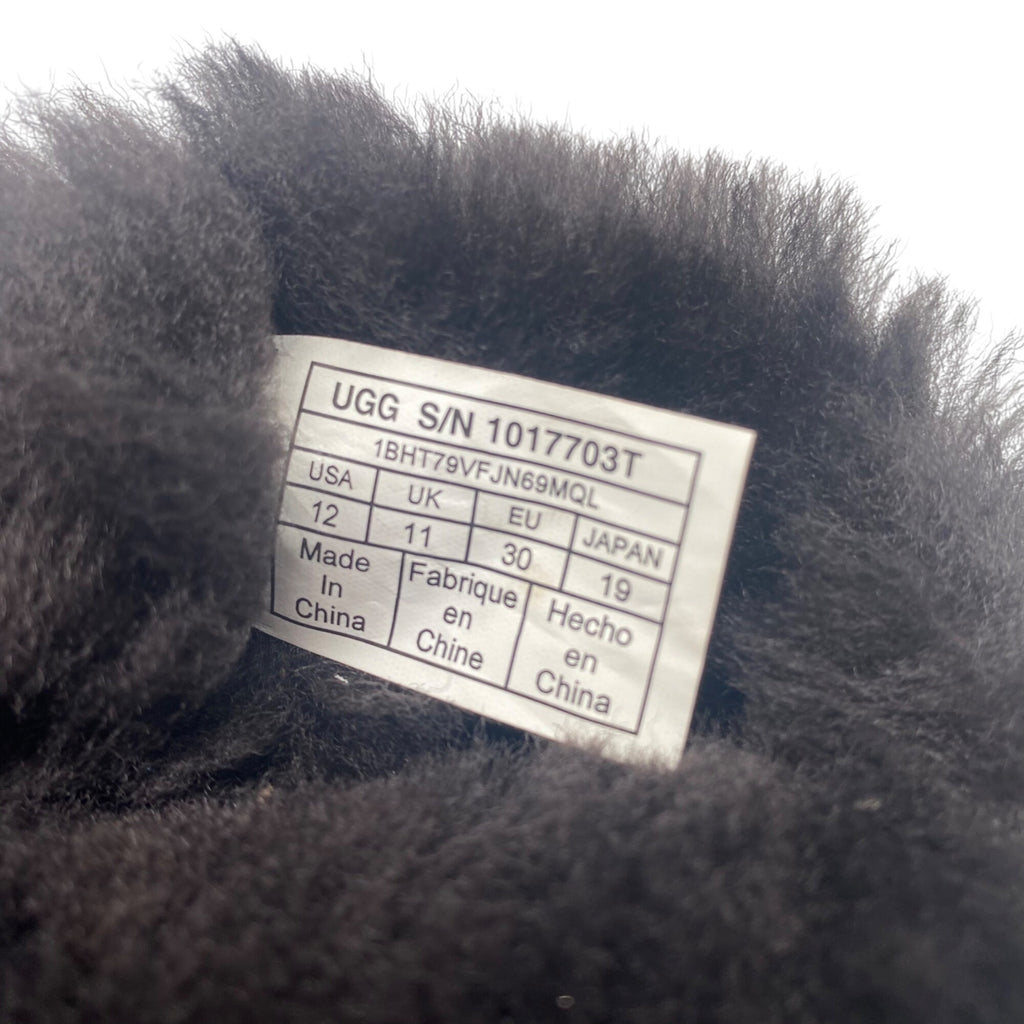 UGG S/N 1017703T
1BHT79VFJN69MQL
USA UK EU JAPAN
12 11 30 19
Made In China
Fabrique en Chine
Hecho en China